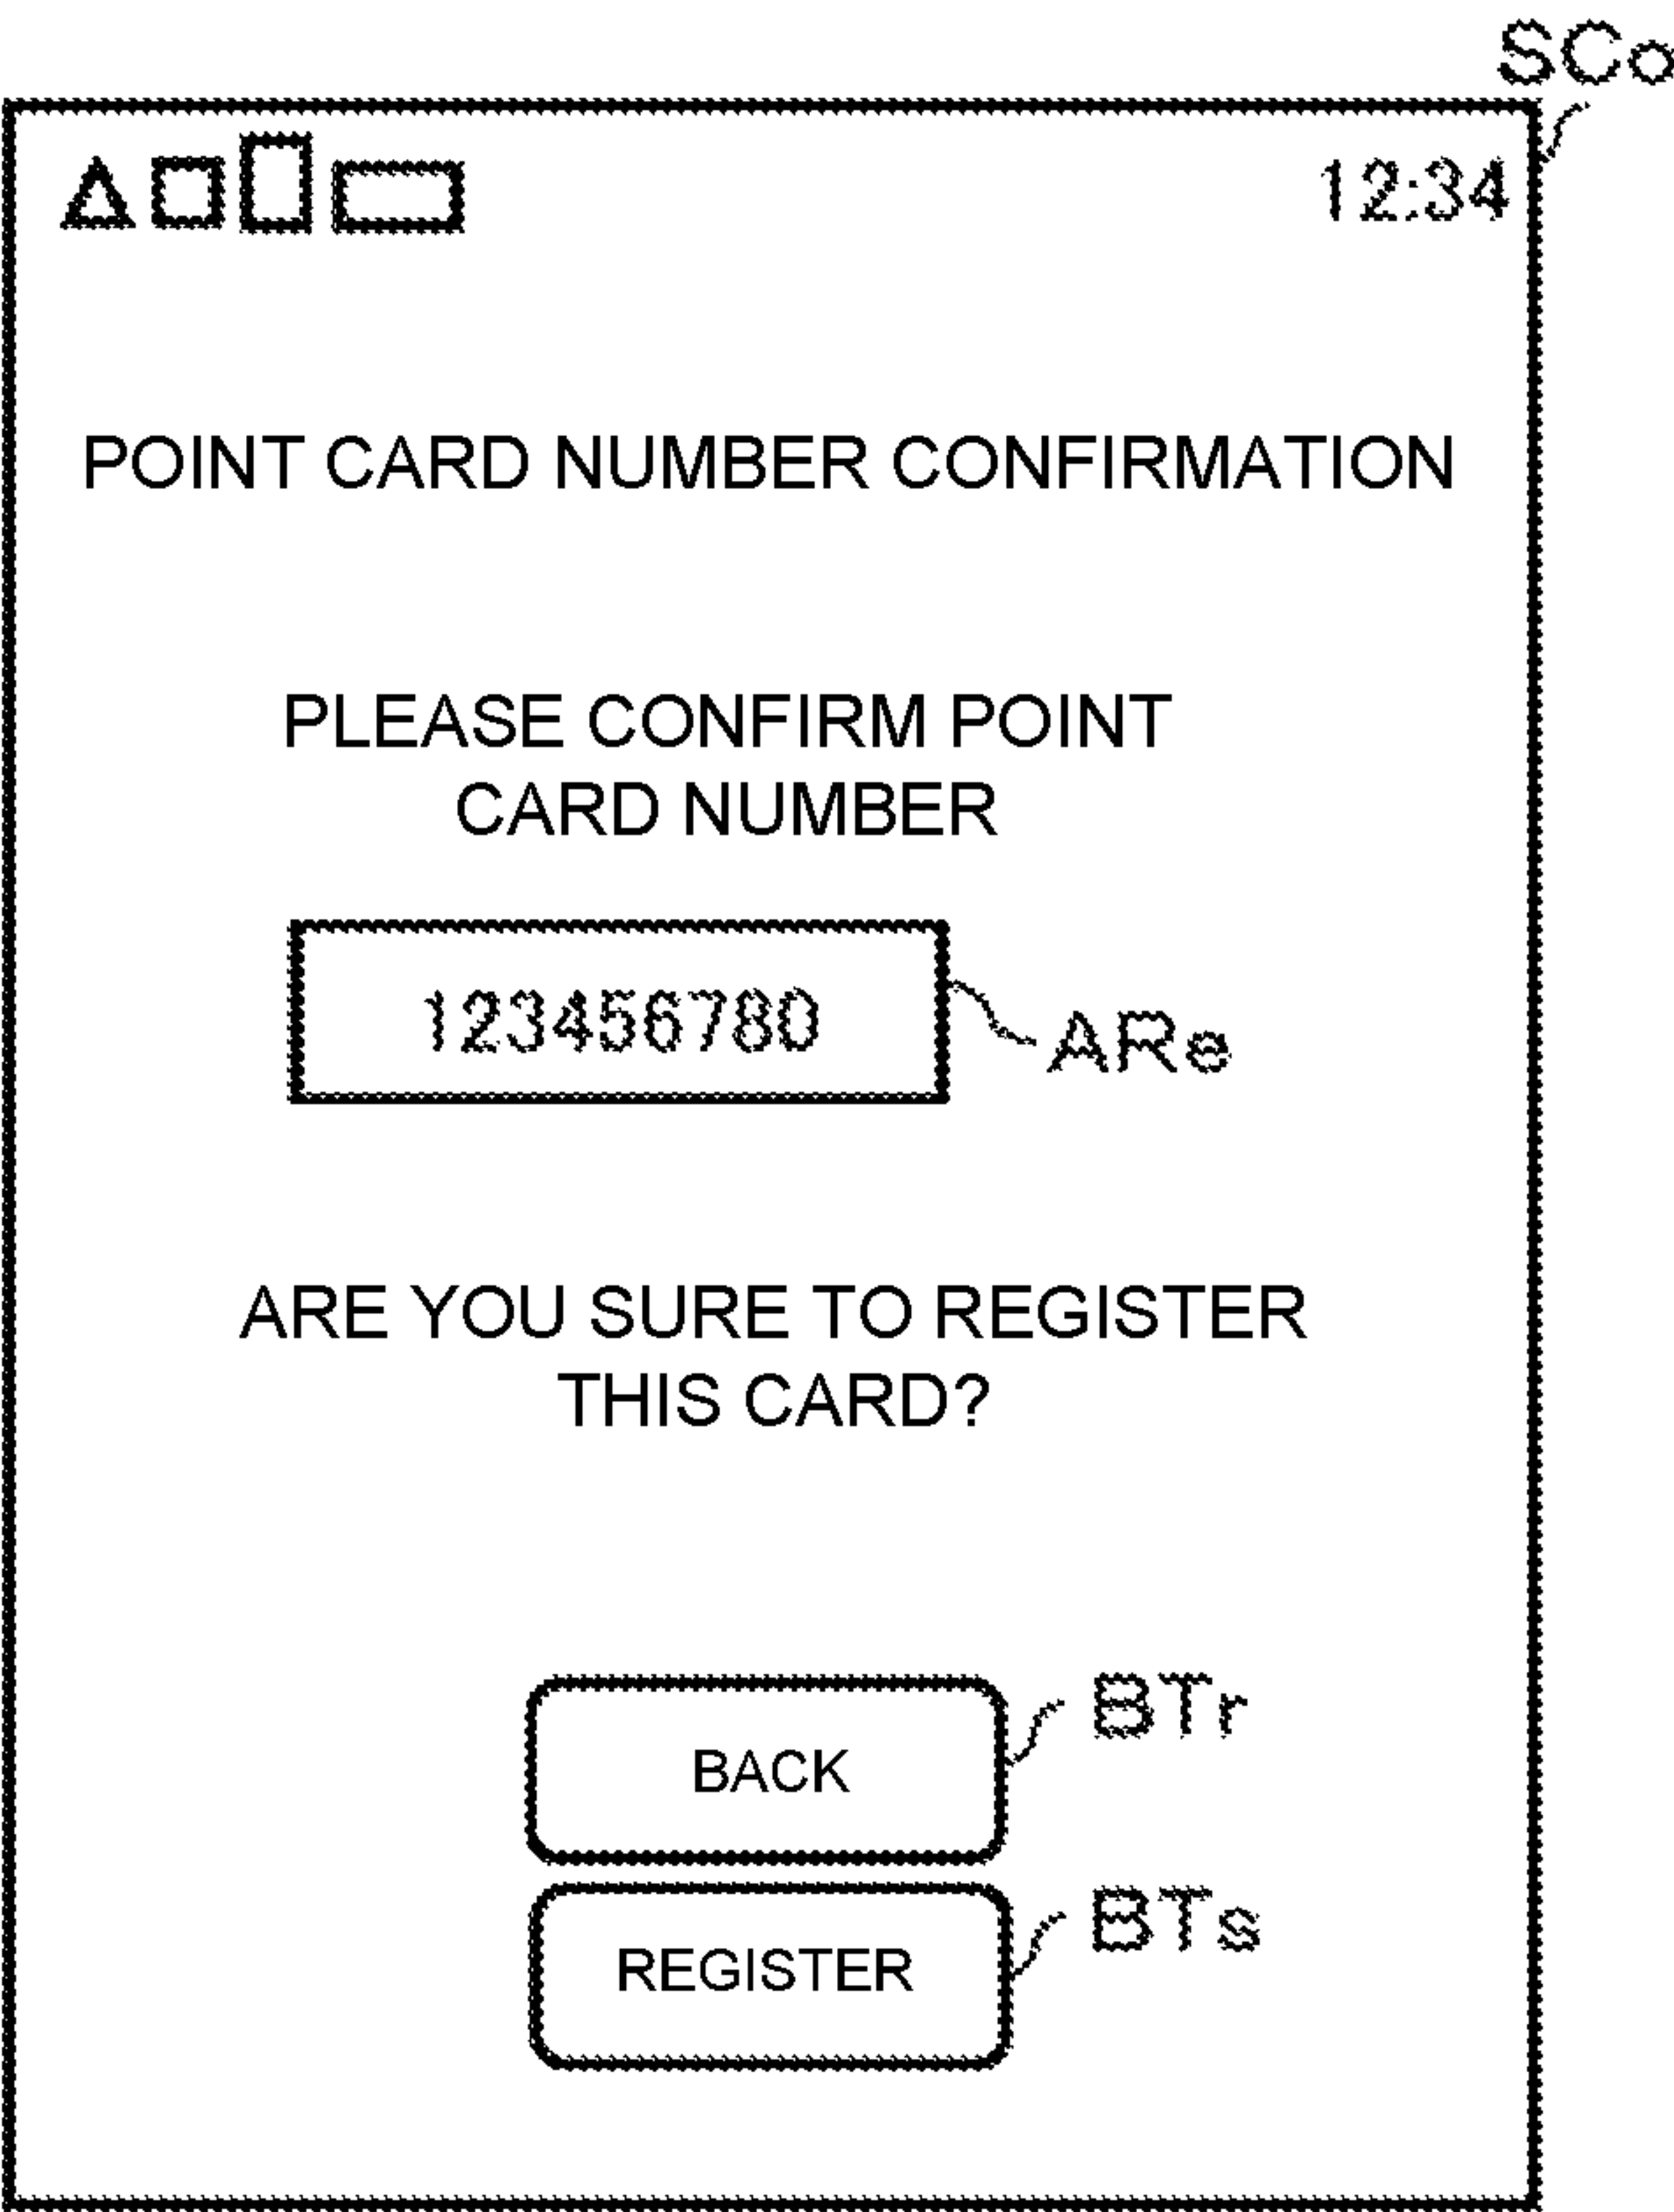 SCo
12:34
POINT CARD NUMBER CONFIRMATION
PLEASE CONFIRM POINT
CARD NUMBER
123456780
ARe
ARE YOU SURE TO REGISTER
THIS CARD?
BACK
BTr
REGISTER
BTs